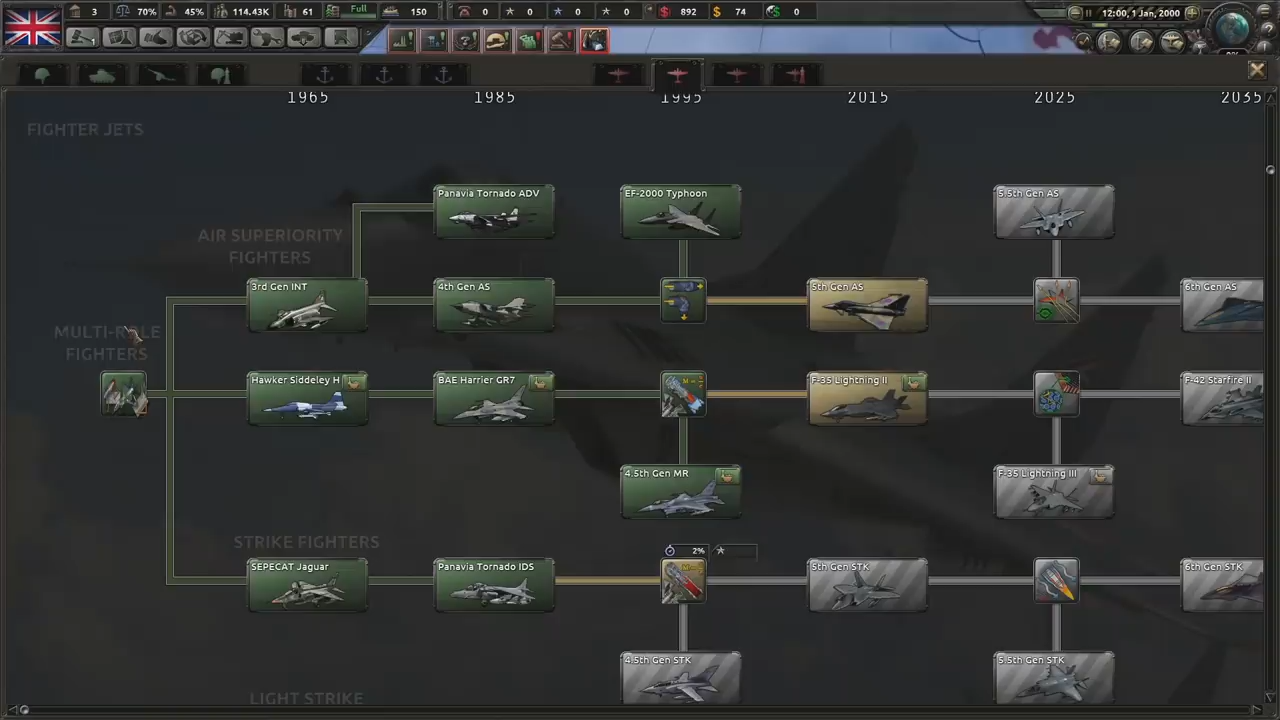 3 70% 45% 114.43K 61 Full 150 0 0 0 0 892 74 0 12:00, 1 Jan, 2000
1965 1985 1995 2015 2025 2035
FIGHTER JETS
Panavia Tornado ADV EF-2000 Typhoon 5.5th Gen AS
AIR SUPERIORITY
FIGHTERS
3rd Gen INT 4th Gen AS 5th Gen AS 6th Gen AS
MULTI-ROLE
FIGHTERS
Hawker Siddeley H BAE Harrier GR7 F-35 Lightning II F-42 Starfire II
4.5th Gen MR F-35 Lightning III
STRIKE FIGHTERS
2%
SEPECAT Jaguar Panavia Tornado IDS 5th Gen STK 6th Gen STK
4.5th Gen STK 5.5th Gen STK
LIGHT STRIKE